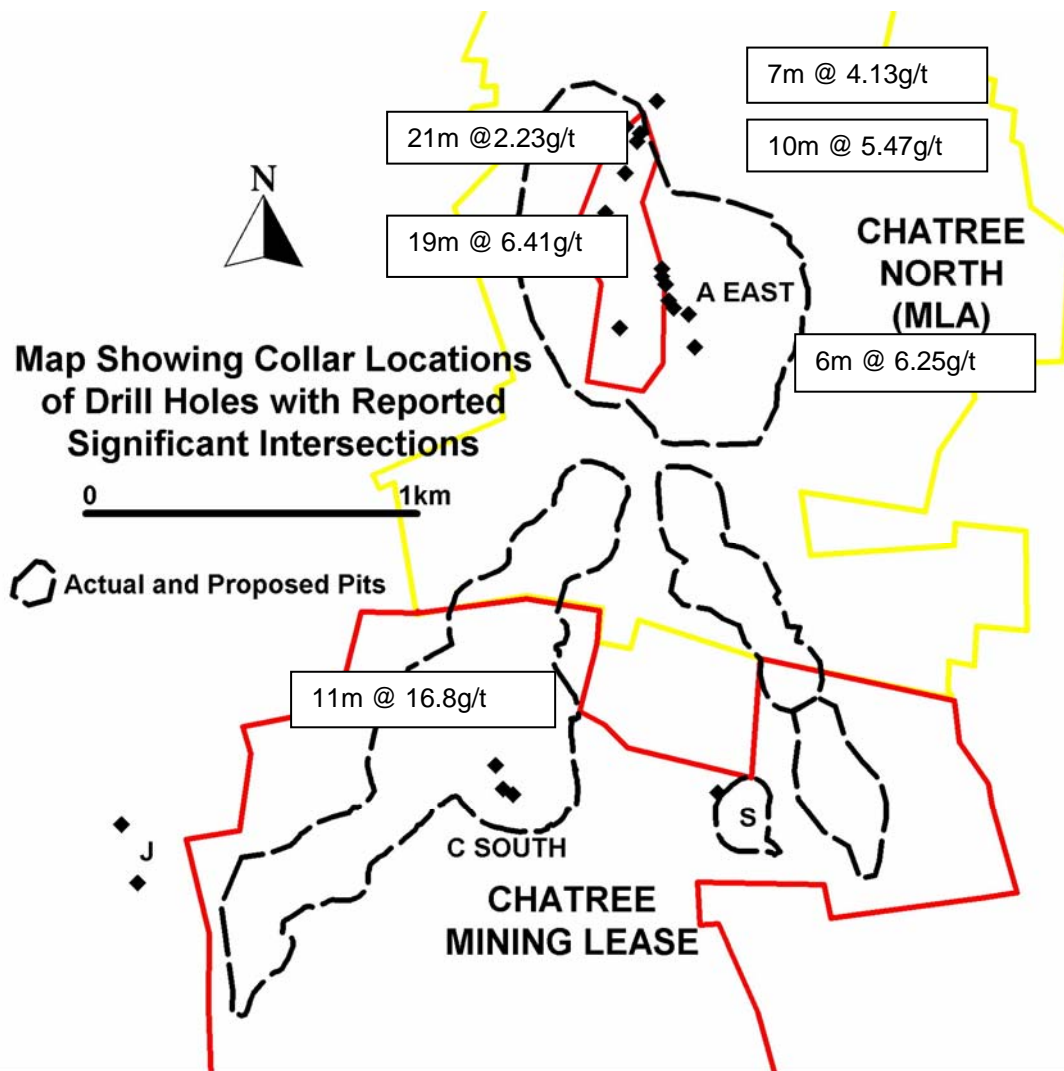 7m @ 4.13g/t
21m @2.23g/t
10m @ 5.47g/t
N
19m @ 6.41g/t
CHATREE
NORTH
(MLA)
A EAST
6m @ 6.25g/t
Map Showing Collar Locations
of Drill Holes with Reported
Significant Intersections
0 1km
Actual and Proposed Pits
11m @ 16.8g/t
J
C SOUTH
S
CHATREE
MINING LEASE